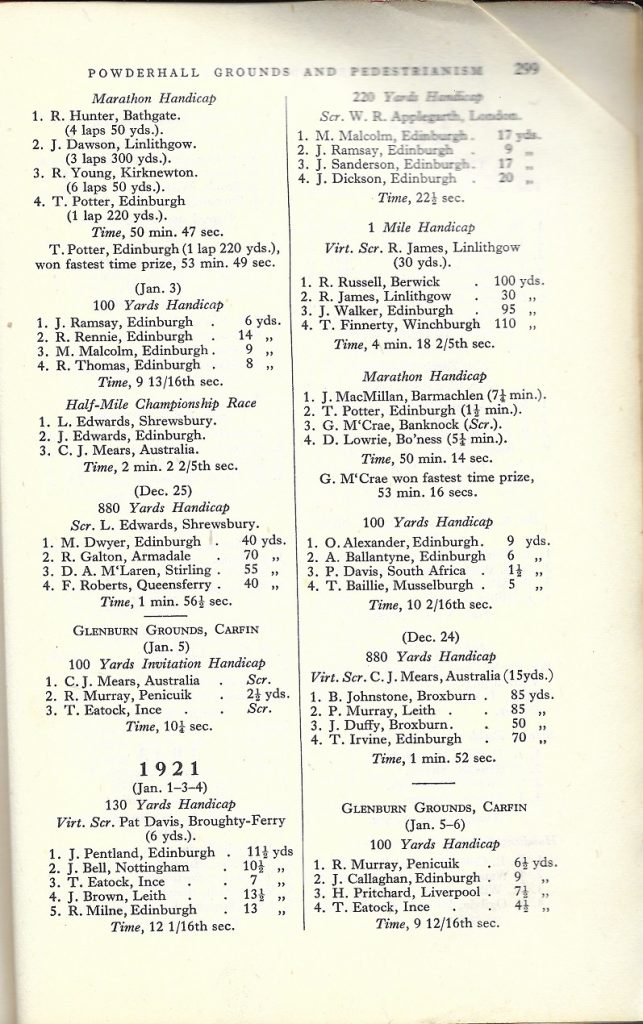 POWDERHALL GROUNDS AND PEDESTRIANISM 299
Marathon Handicap
1. R. Hunter, Bathgate.
(4 laps 50 yds.).
2. J. Dawson, Linlithgow.
(3 laps 300 yds.).
3. R. Young, Kirknewton.
(6 laps 50 yds.).
4. T. Potter, Edinburgh
(1 lap 220 yds.).
Time, 50 min. 47 sec.
T. Potter, Edinburgh (1 lap 220 yds.),
won fastest time prize, 53 min. 49 sec.
(Jan. 3)
100 Yards Handicap
1. J. Ramsay, Edinburgh . 6 yds.
2. R. Rennie, Edinburgh . 14 „
3. M. Malcolm, Edinburgh . 9 „
4. R. Thomas, Edinburgh . 8 „
Time, 9 13/16th sec.
Half-Mile Championship Race
1. L. Edwards, Shrewsbury.
2. J. Edwards, Edinburgh.
3. C. J. Mears, Australia.
Time, 2 min. 2 2/5th sec.
(Dec. 25)
880 Yards Handicap
Scr. L. Edwards, Shrewsbury.
1. M. Dwyer, Edinburgh . 40 yds.
2. R. Galton, Armadale . 70 „
3. D. A. M‘Laren, Stirling . 55 „
4. F. Roberts, Queensferry . 40 „
Time, 1 min. 56½ sec.
GLENBURN GROUNDS, CARFIN
(Jan. 5)
100 Yards Invitation Handicap
1. C. J. Mears, Australia . Scr.
2. R. Murray, Penicuik . 2½ yds.
3. T. Eatock, Ince . . Scr.
Time, 10¼ sec.
1921
(Jan. 1–3–4)
130 Yards Handicap
Virt. Scr. Pat Davis, Broughty-Ferry
(6 yds.).
1. J. Pentland, Edinburgh . 11½ yds
2. J. Bell, Nottingham . 10½ „
3. T. Eatock, Ince . . 7 „
4. J. Brown, Leith . . 13½ „
5. R. Milne, Edinburgh . 13 „
Time, 12 1/16th sec.
220 Yards Handicap
Scr. W. R. Applegarth, London.
1. M. Malcolm, Edinburgh . 17 yds.
2. J. Ramsay, Edinburgh . 9 „
3. J. Sanderson, Edinburgh . 17 „
4. J. Dickson, Edinburgh . 20 „
Time, 22½ sec.
1 Mile Handicap
Virt. Scr. R. James, Linlithgow
(30 yds.).
1. R. Russell, Berwick . 100 yds.
2. R. James, Linlithgow . 30 „
3. J. Walker, Edinburgh . 95 „
4. T. Finnerty, Winchburgh 110 „
Time, 4 min. 18 2/5th sec.
Marathon Handicap
1. J. MacMillan, Barmachlen (7¼ min.).
2. T. Potter, Edinburgh (1½ min.).
3. G. M‘Crae, Banknock (Scr.).
4. D. Lowrie, Bo’ness (5½ min.).
Time, 50 min. 14 sec.
G. M‘Crae won fastest time prize,
53 min. 16 secs.
100 Yards Handicap
1. O. Alexander, Edinburgh. 9 yds.
2. A. Ballantyne, Edinburgh 6 „
3. P. Davis, South Africa . 1½ „
4. T. Baillie, Musselburgh . 5 „
Time, 10 2/16th sec.
(Dec. 24)
880 Yards Handicap
Virt. Scr. C. J. Mears, Australia (15yds.)
1. B. Johnstone, Broxburn . 85 yds.
2. P. Murray, Leith . . 85 „
3. J. Duffy, Broxburn. . 50 „
4. T. Irvine, Edinburgh . 70 „
Time, 1 min. 52 sec.
GLENBURN GROUNDS, CARFIN
(Jan. 5–6)
100 Yards Handicap
1. R. Murray, Penicuik . 6½ yds.
2. J. Callaghan, Edinburgh . 9 „
3. H. Pritchard, Liverpool . 7½ „
4. T. Eatock, Ince . . 4½ „
Time, 9 12/16th sec.